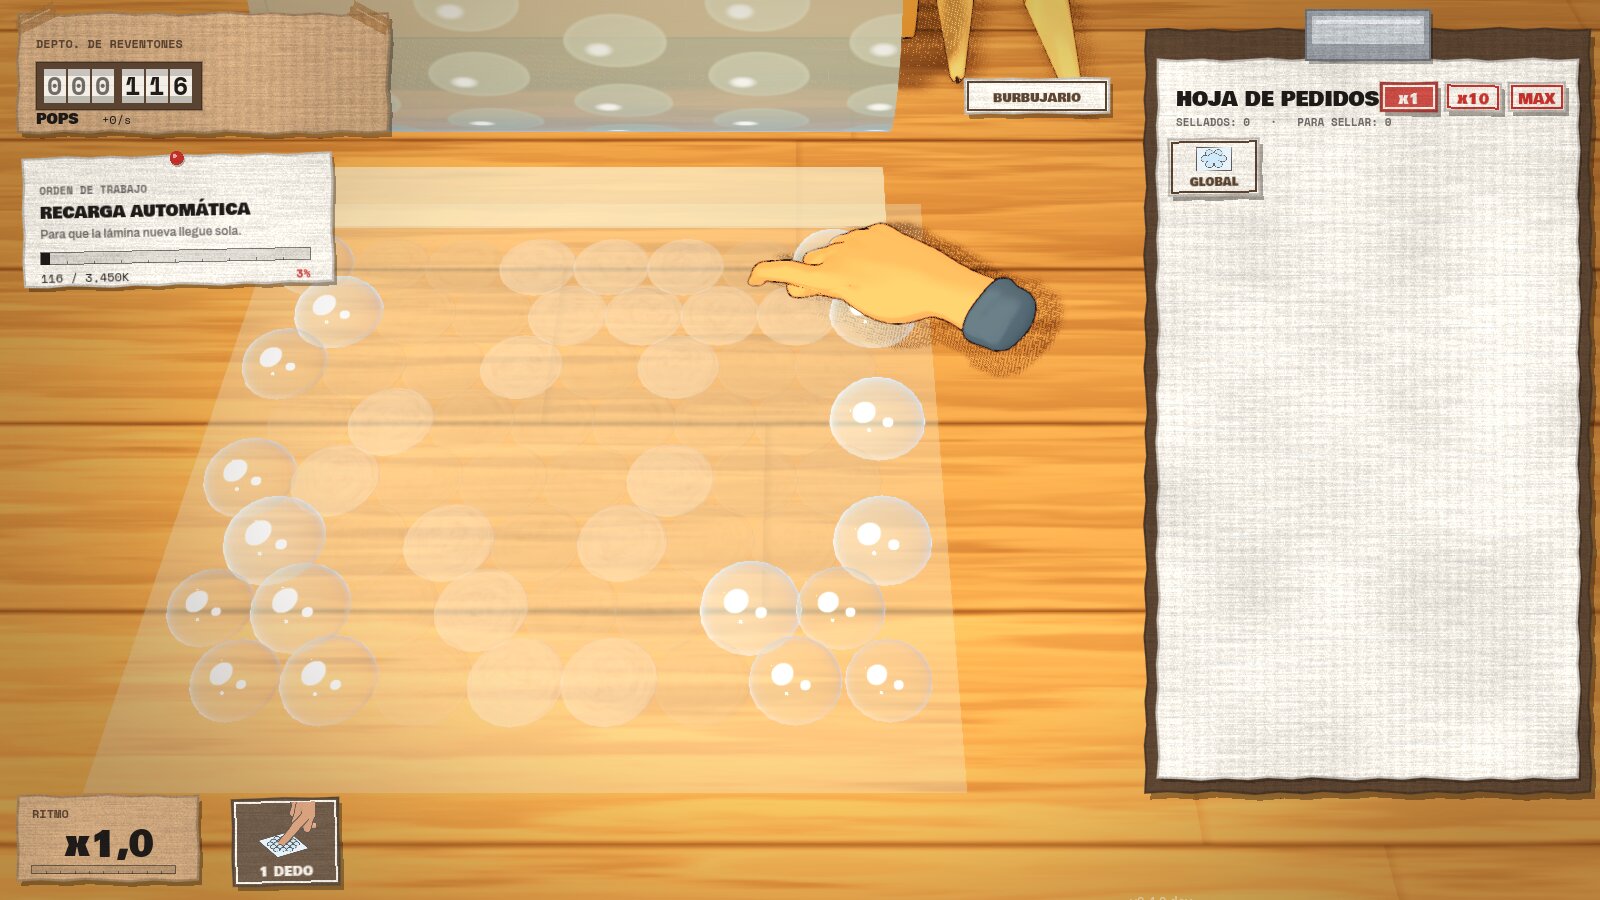 DEPTO. DE REVENTONES
000116
POPS +0/s
ORDEN DE TRABAJO
RECARGA AUTOMÁTICA
Para que la lámina nueva llegue sola.
116 / 3,450K
3%
BURBUJARIO
HOJA DE PEDIDOS
x1
x10
MAX
SELLADOS: 0 · PARA SELLAR: 0
GLOBAL
RITMO
x1,0
1 DEDO